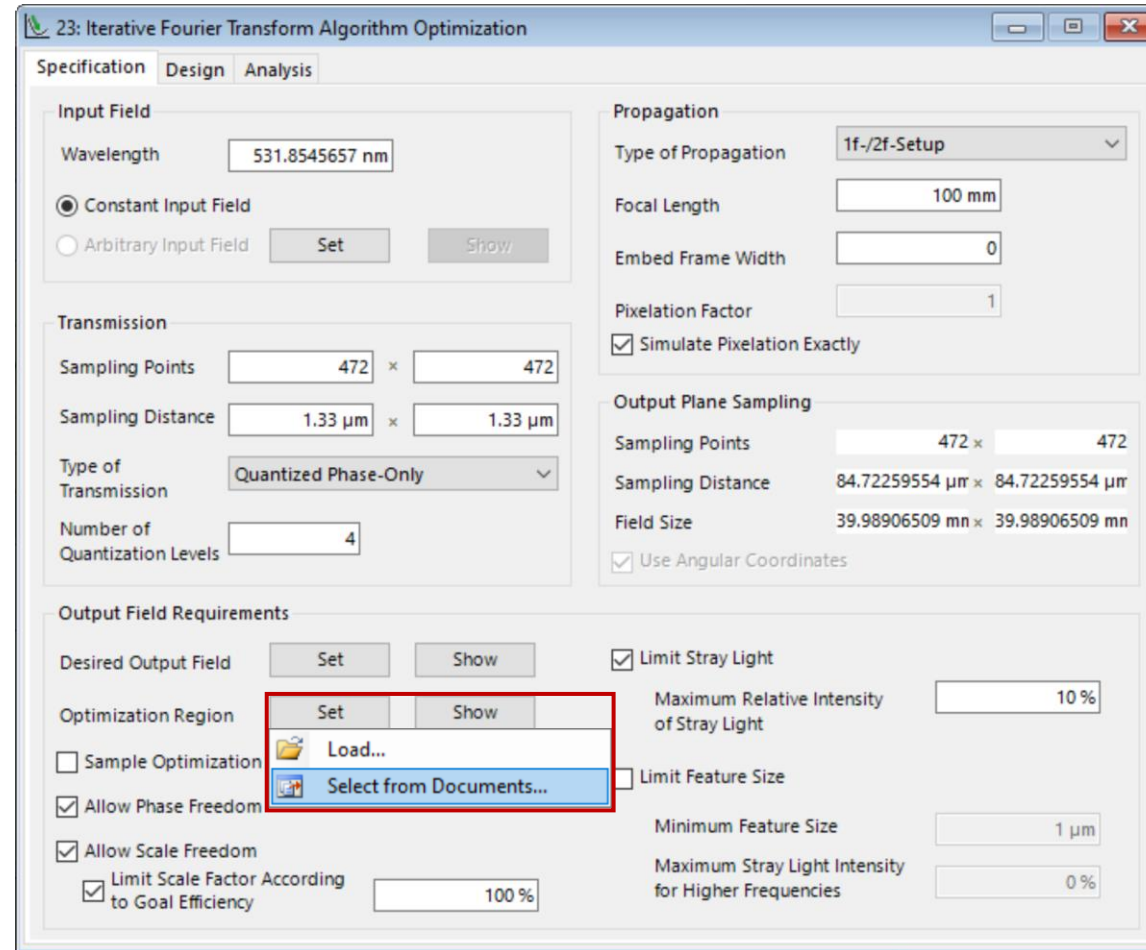 23: Iterative Fourier Transform Algorithm Optimization
Specification Design Analysis
Input Field
Wavelength 531.8545657 nm
Constant Input Field
Arbitrary Input Field Set Show
Transmission
Sampling Points 472 × 472
Sampling Distance 1.33 µm × 1.33 µm
Type of
Transmission
Quantized Phase-Only
Number of
Quantization Levels
4
Propagation
Type of Propagation 1f-/2f-Setup
Focal Length 100 mm
Embed Frame Width 0
Pixelation Factor 1
Simulate Pixelation Exactly
Output Plane Sampling
Sampling Points 472 × 472
Sampling Distance 84.72259554 µm × 84.72259554 µm
Field Size 39.98906509 mm × 39.98906509 mm
Use Angular Coordinates
Output Field Requirements
Desired Output Field Set Show
Optimization Region Set Show
Load...
Select from Documents...
Sample Optimization
Allow Phase Freedom
Allow Scale Freedom
Limit Scale Factor According
to Goal Efficiency
100 %
Limit Stray Light
Maximum Relative Intensity
of Stray Light
10 %
Limit Feature Size
Minimum Feature Size 1 µm
Maximum Stray Light Intensity
for Higher Frequencies
0 %